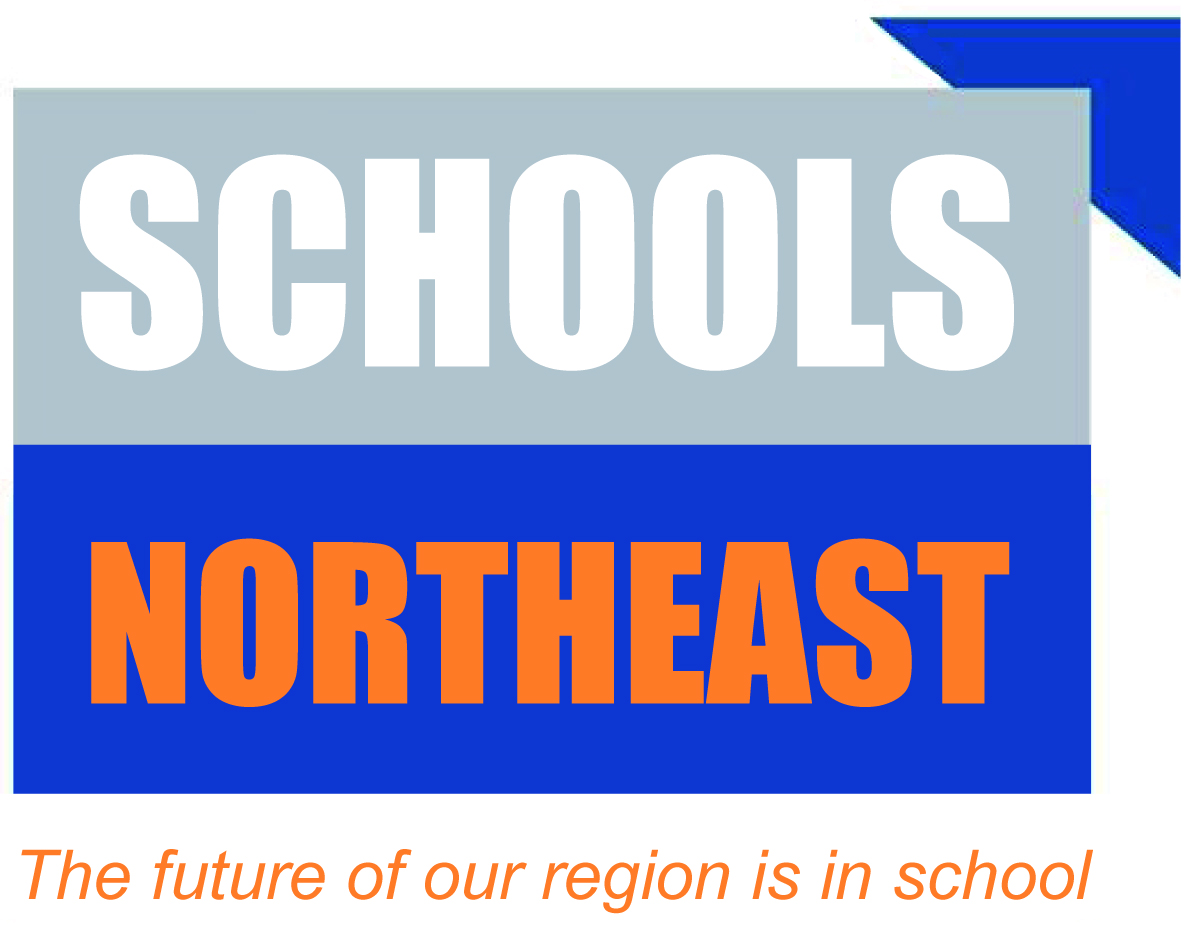 SCHOOLS
NORTHEAST
The future of our region is in school